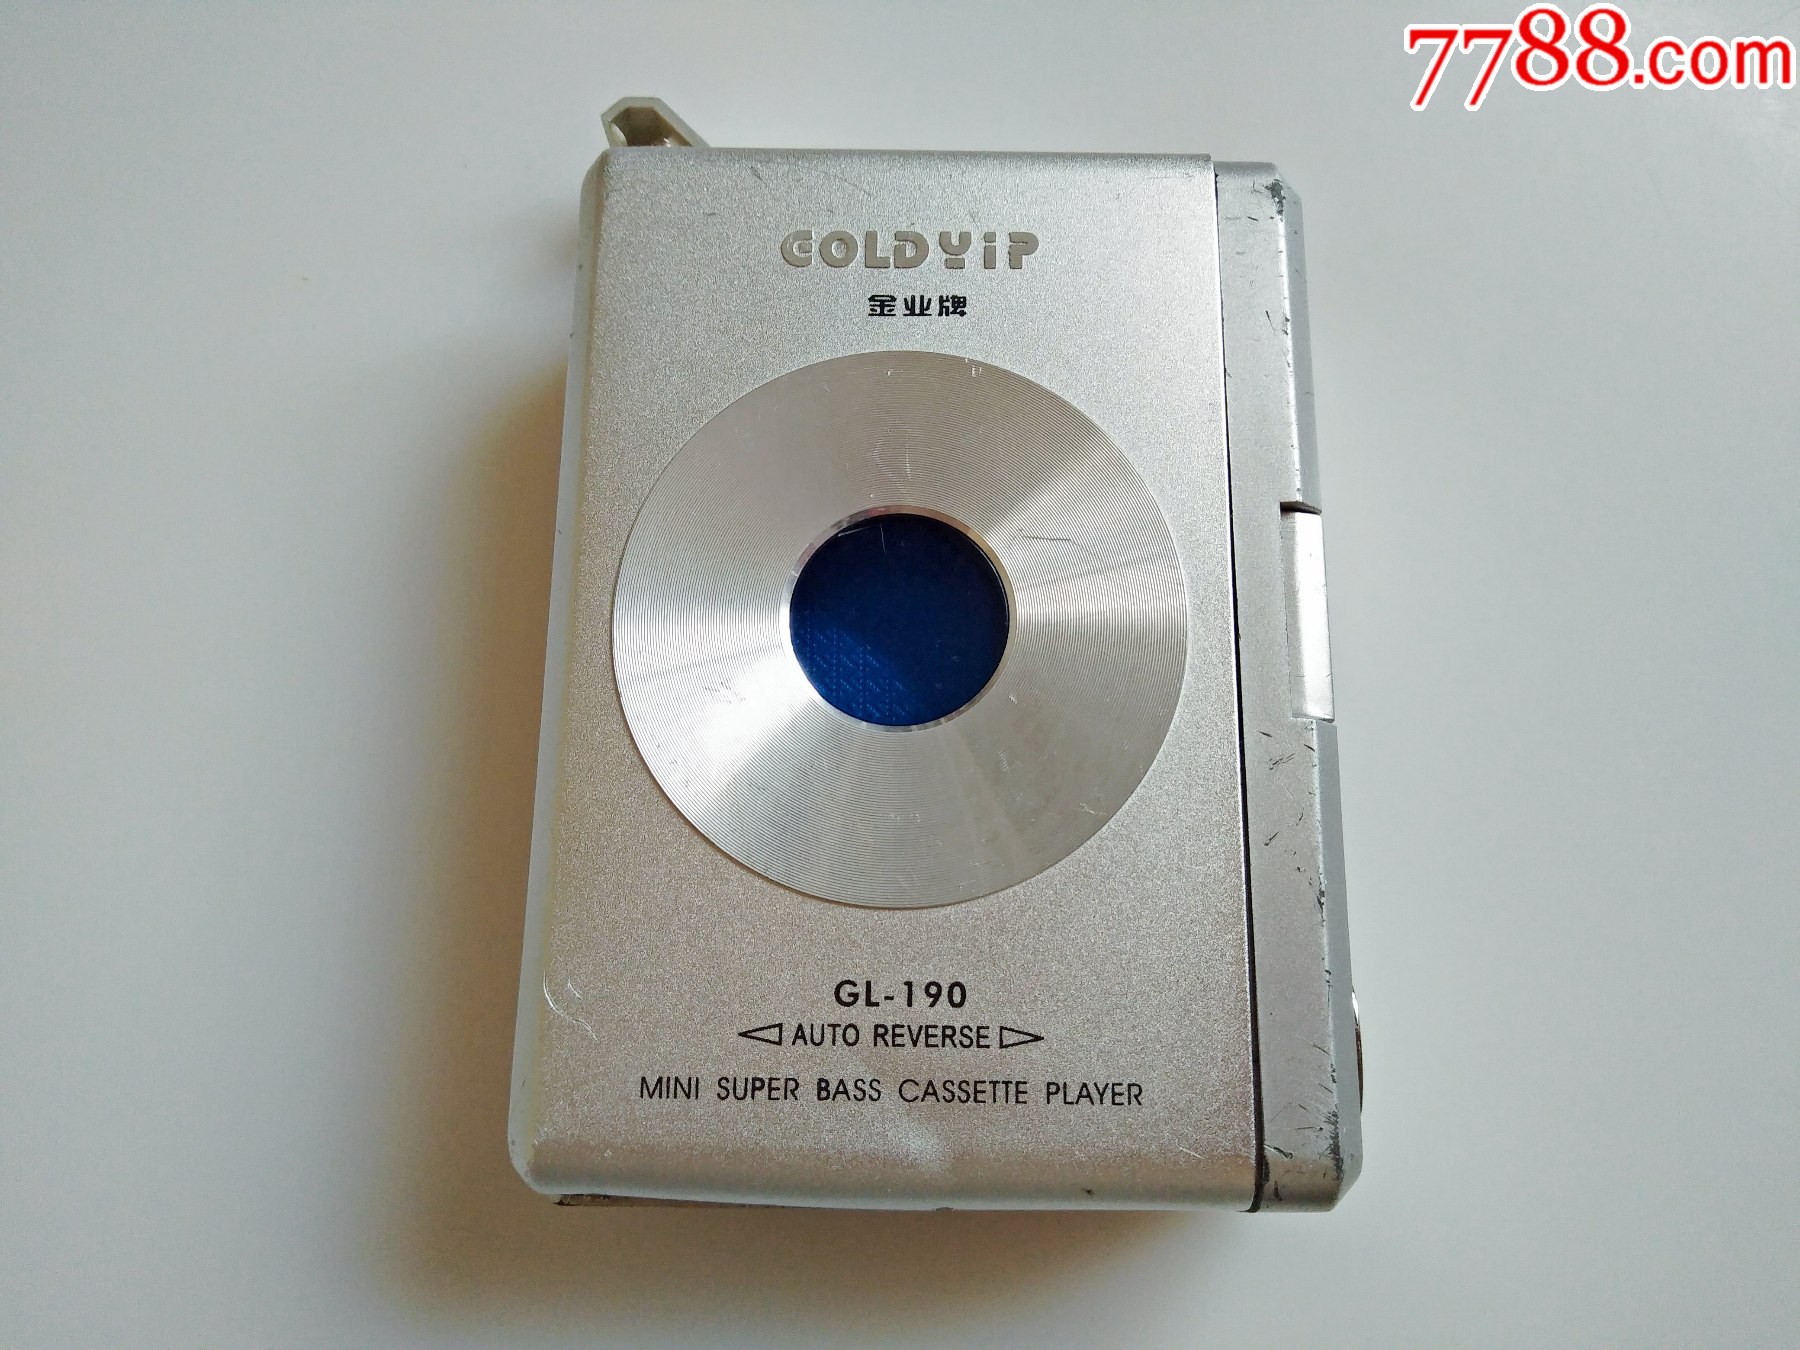 7788.com
GOLDYIP
金业牌
GL-190
AUTO REVERSE
MINI SUPER BASS CASSETTE PLAYER